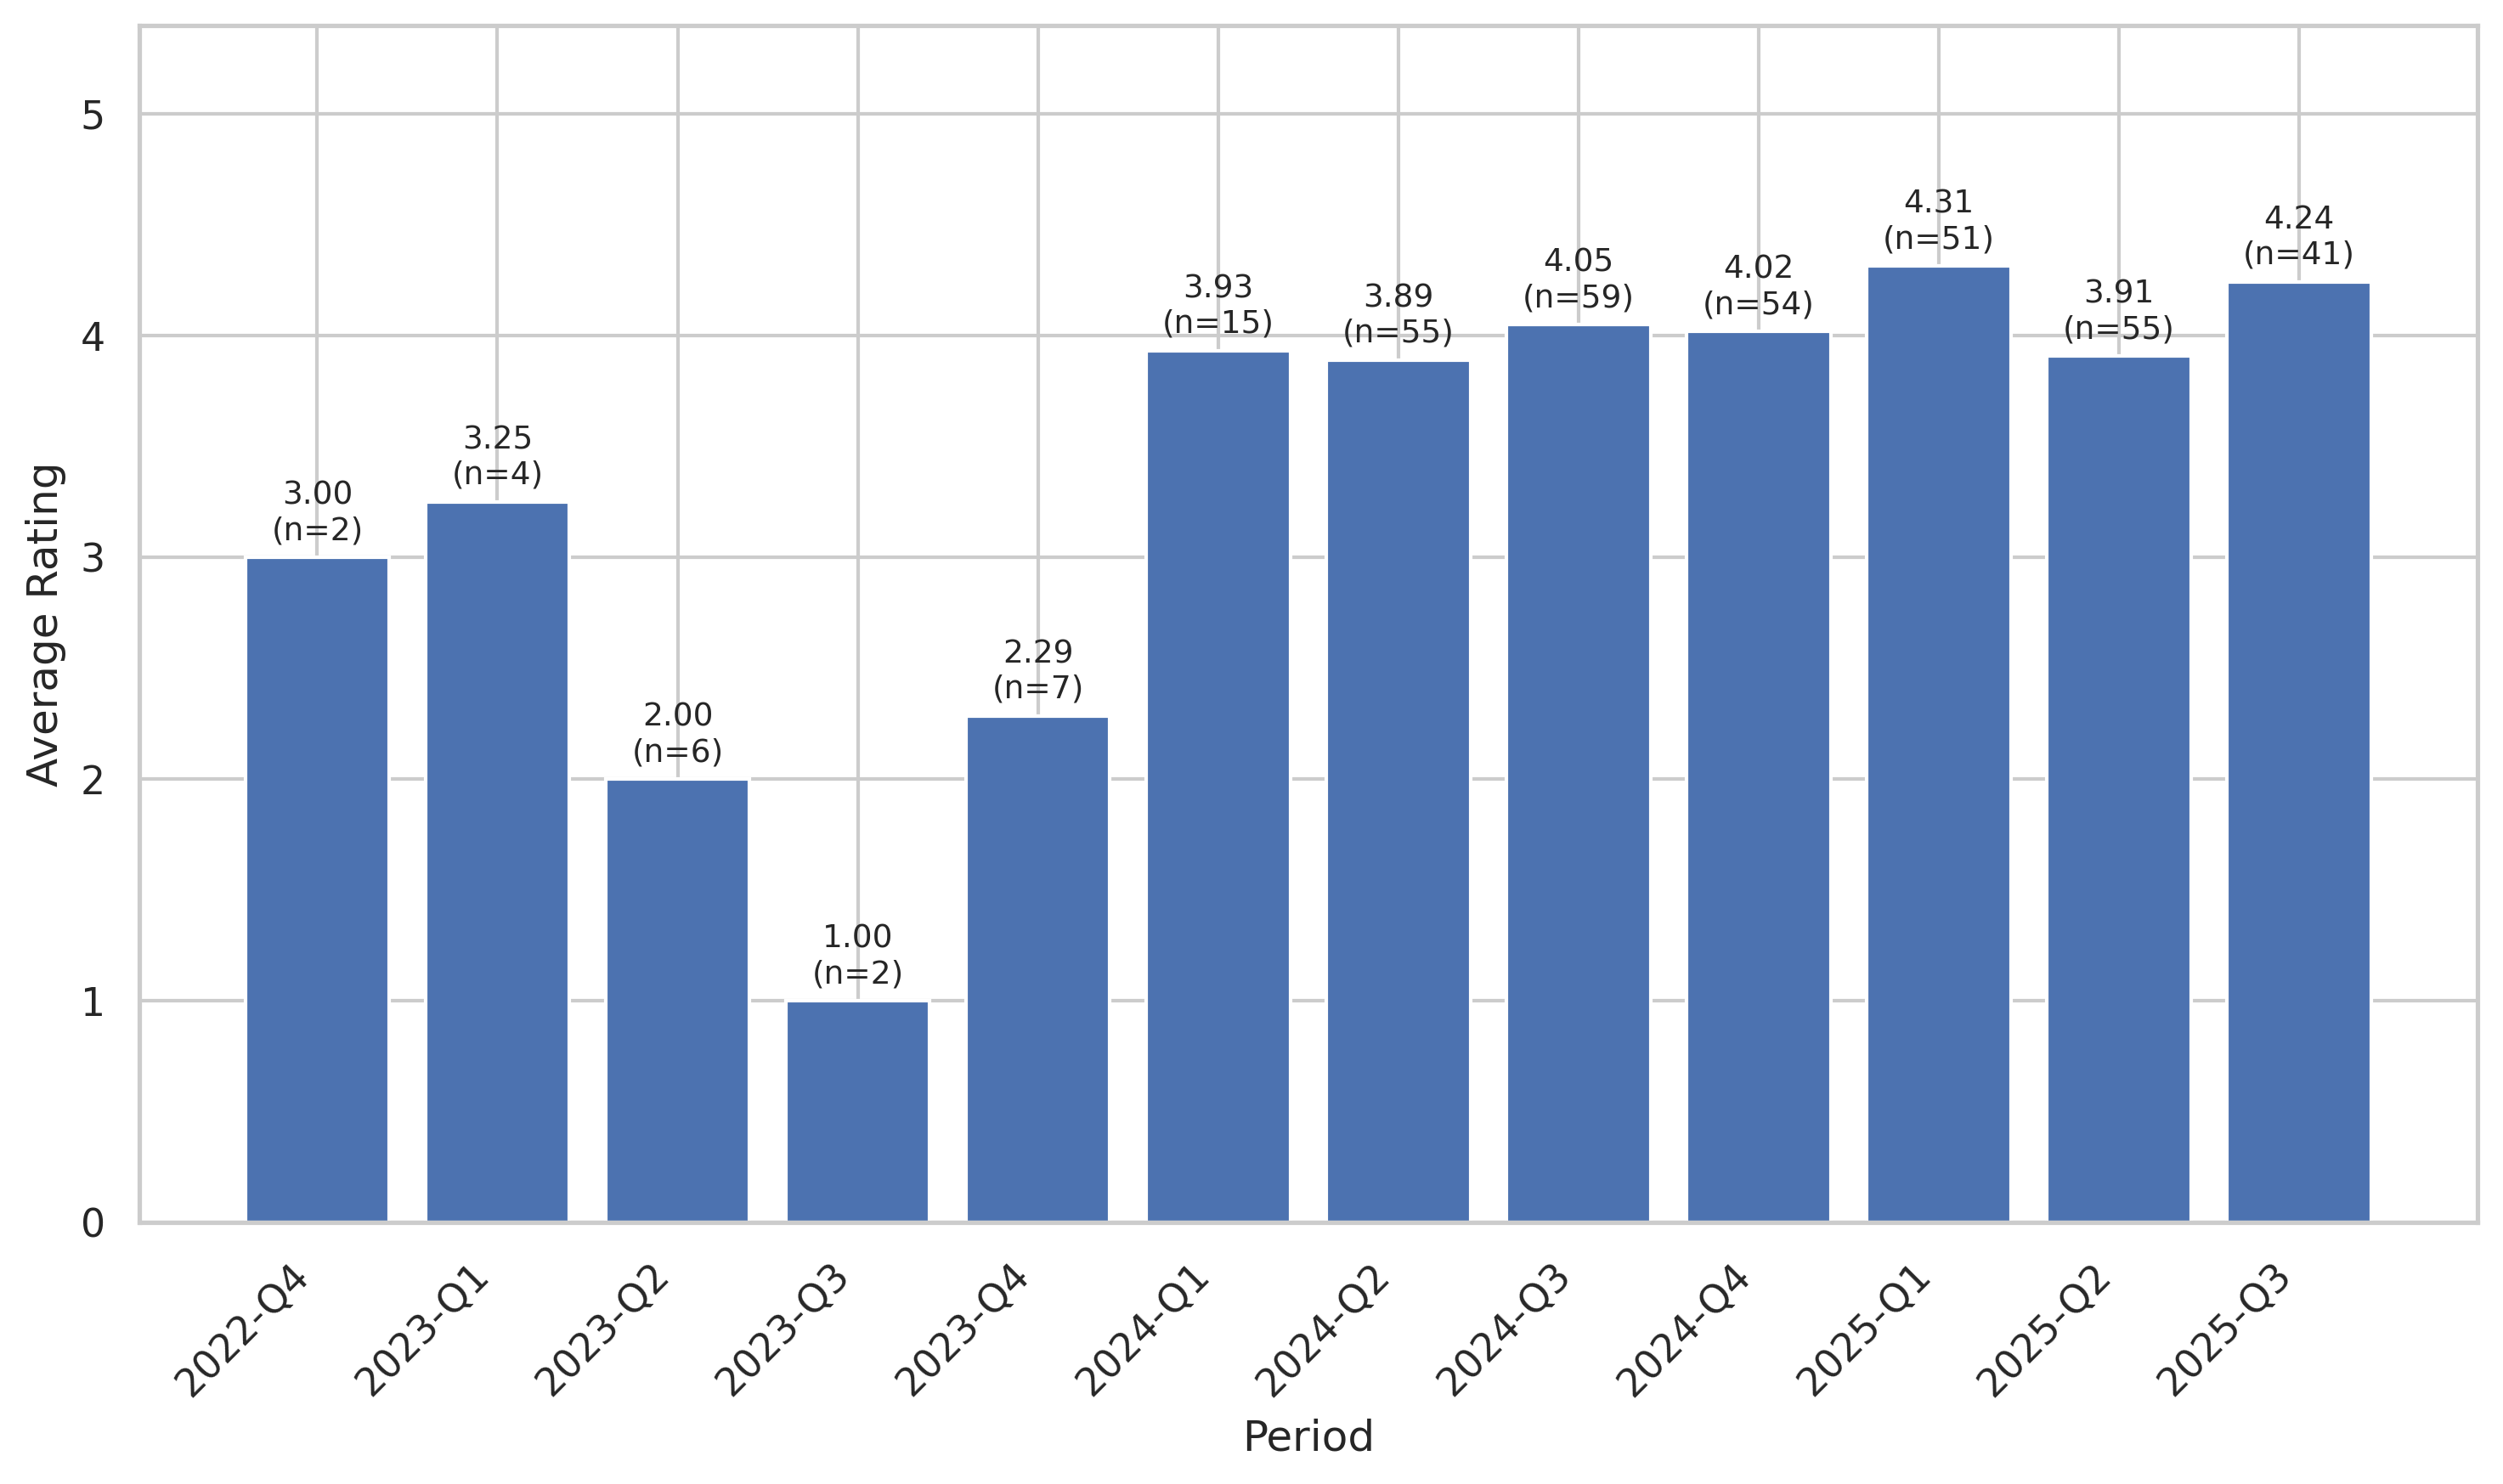 5
4
3
2
1
0
Average Rating
3.00
(n=2)
3.25
(n=4)
2.00
(n=6)
1.00
(n=2)
2.29
(n=7)
3.93
(n=15)
3.89
(n=55)
4.05
(n=59)
4.02
(n=54)
4.31
(n=51)
3.91
(n=55)
4.24
(n=41)
2022-Q4
2023-Q1
2023-Q2
2023-Q3
2023-Q4
2024-Q1
2024-Q2
2024-Q3
2024-Q4
2025-Q1
2025-Q2
2025-Q3
Period